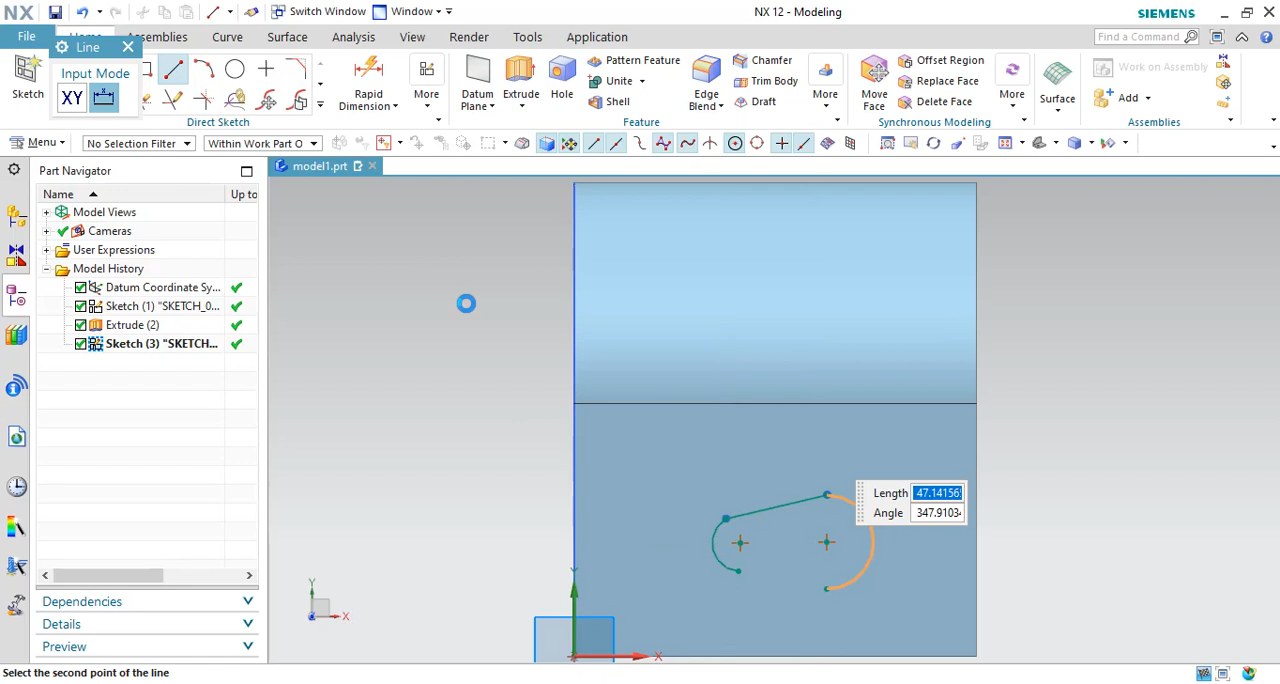 NX Switch Window Window NX 12 - Modeling SIEMENS
File Home Assemblies Curve Surface Analysis View Render Tools Application Find a Command
Line
Input Mode
XY
Sketch
Rapid Dimension
More
Direct Sketch
Datum Plane
Extrude
Hole
Pattern Feature
Unite
Shell
Edge Blend
Chamfer
Trim Body
Draft
More
Feature
Move Face
Offset Region
Replace Face
Delete Face
More
Synchronous Modeling
Surface
Work on Assembly
Add
Assemblies
Menu No Selection Filter Within Work Part O
Part Navigator
model1.prt
Name Up to
Model Views
Cameras
User Expressions
Model History
Datum Coordinate Sy...
Sketch (1) "SKETCH_0...
Extrude (2)
Sketch (3) "SKETCH...
Length 47.14156
Angle 347.9103
Y
X
Y
X
Dependencies
Details
Preview
Select the second point of the line